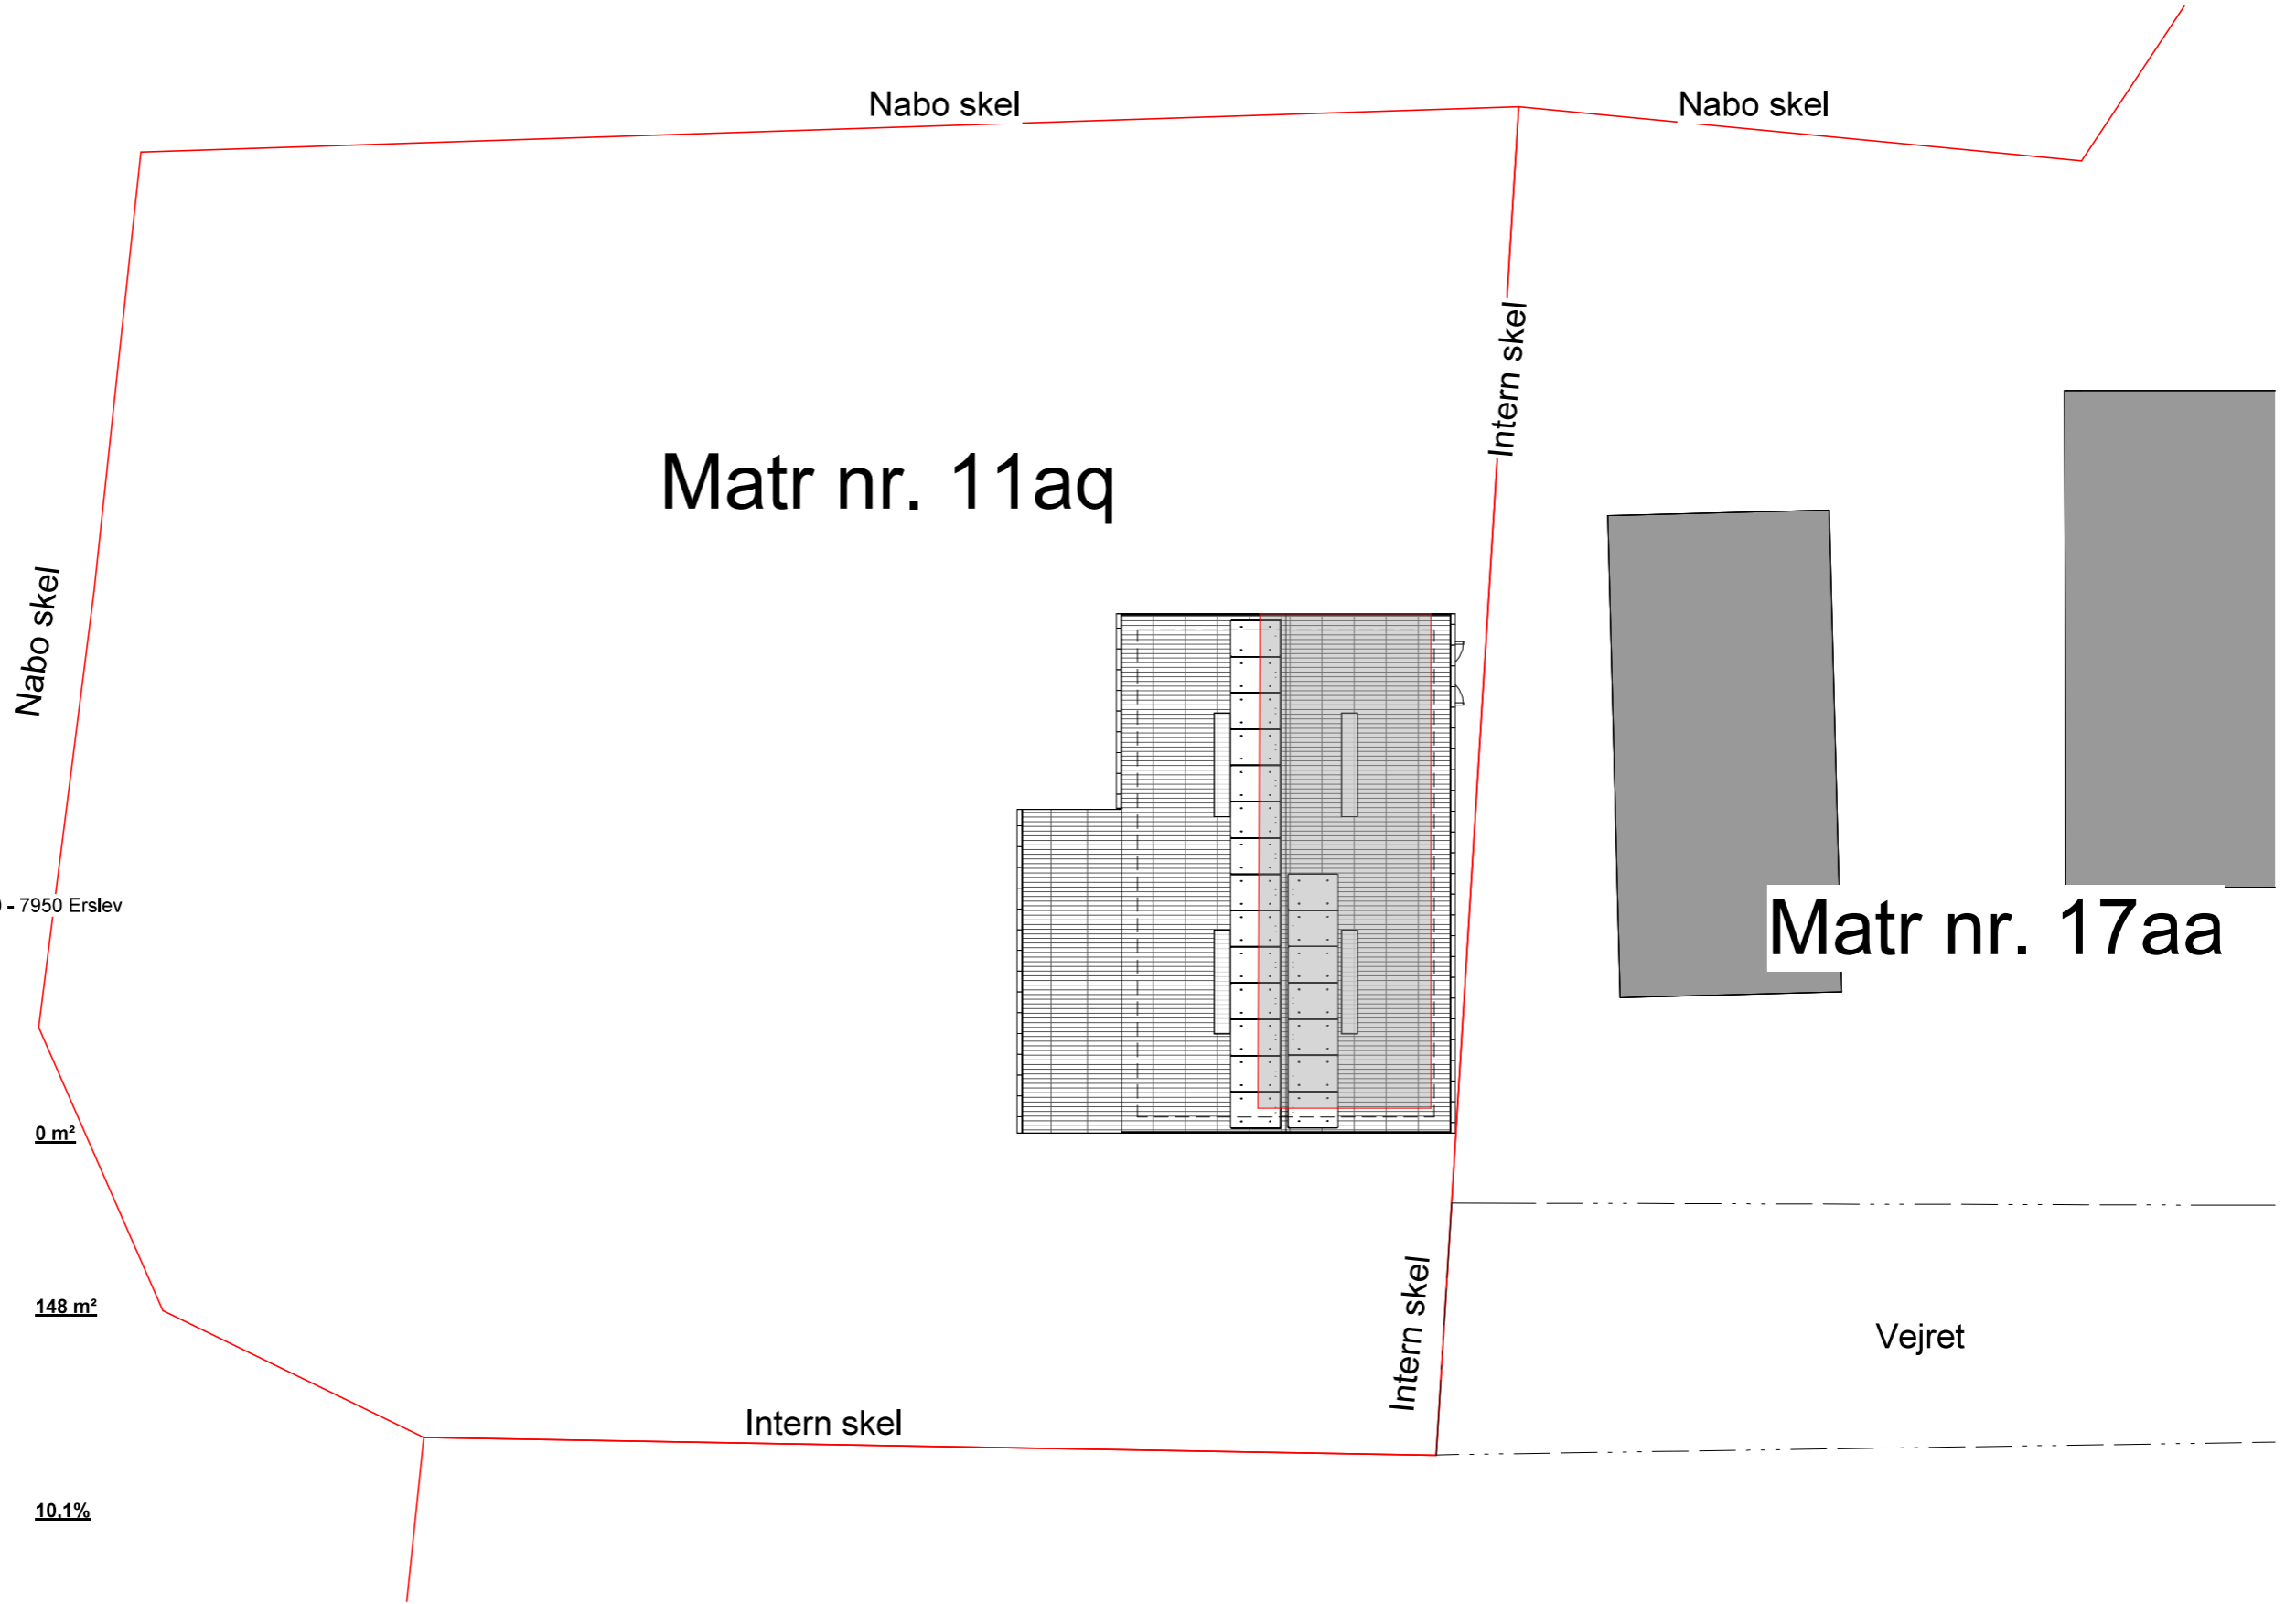 Nabo skel
Nabo skel
Intern skel
Matr nr. 11aq
Nabo skel
- 7950 Erslev
Matr nr. 17aa
0 m²
148 m²
Intern skel
Vejret
Intern skel
10,1%